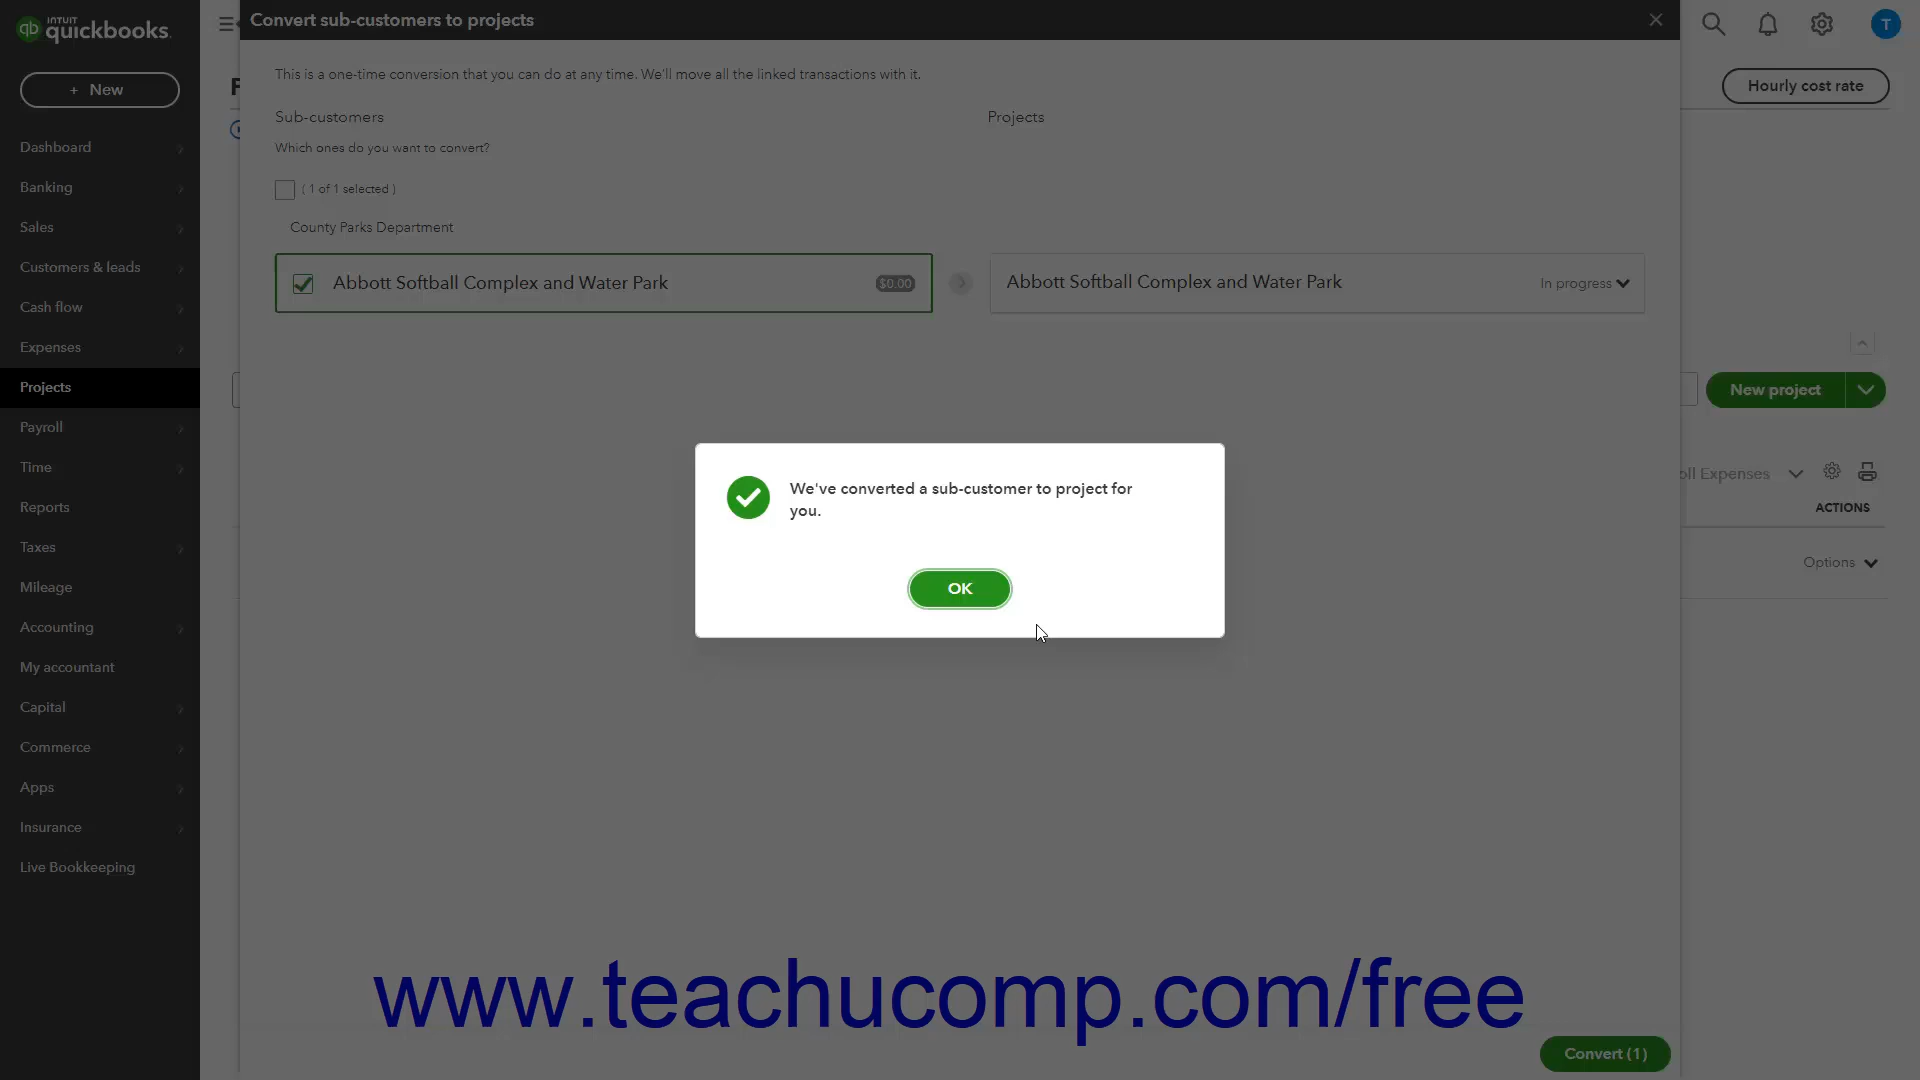 INTUIT
quickbooks.
Convert sub-customers to projects
T
+ New
Hourly cost rate
This is a one-time conversion that you can do at any time. We'll move all the linked transactions with it.
Sub-customers
Projects
Which ones do you want to convert?
( 1 of 1 selected )
County Parks Department
Abbott Softball Complex and Water Park
$0.00
Abbott Softball Complex and Water Park
In progress
Dashboard
Banking
Sales
Customers & leads
Cash flow
Expenses
Projects
Payroll
Time
Reports
Taxes
Mileage
Accounting
My accountant
Capital
Commerce
Apps
Insurance
Live Bookkeeping
New project
Expenses
ACTIONS
Options
We've converted a sub-customer to project for
you.
OK
www.teachucomp.com/free
Convert (1)